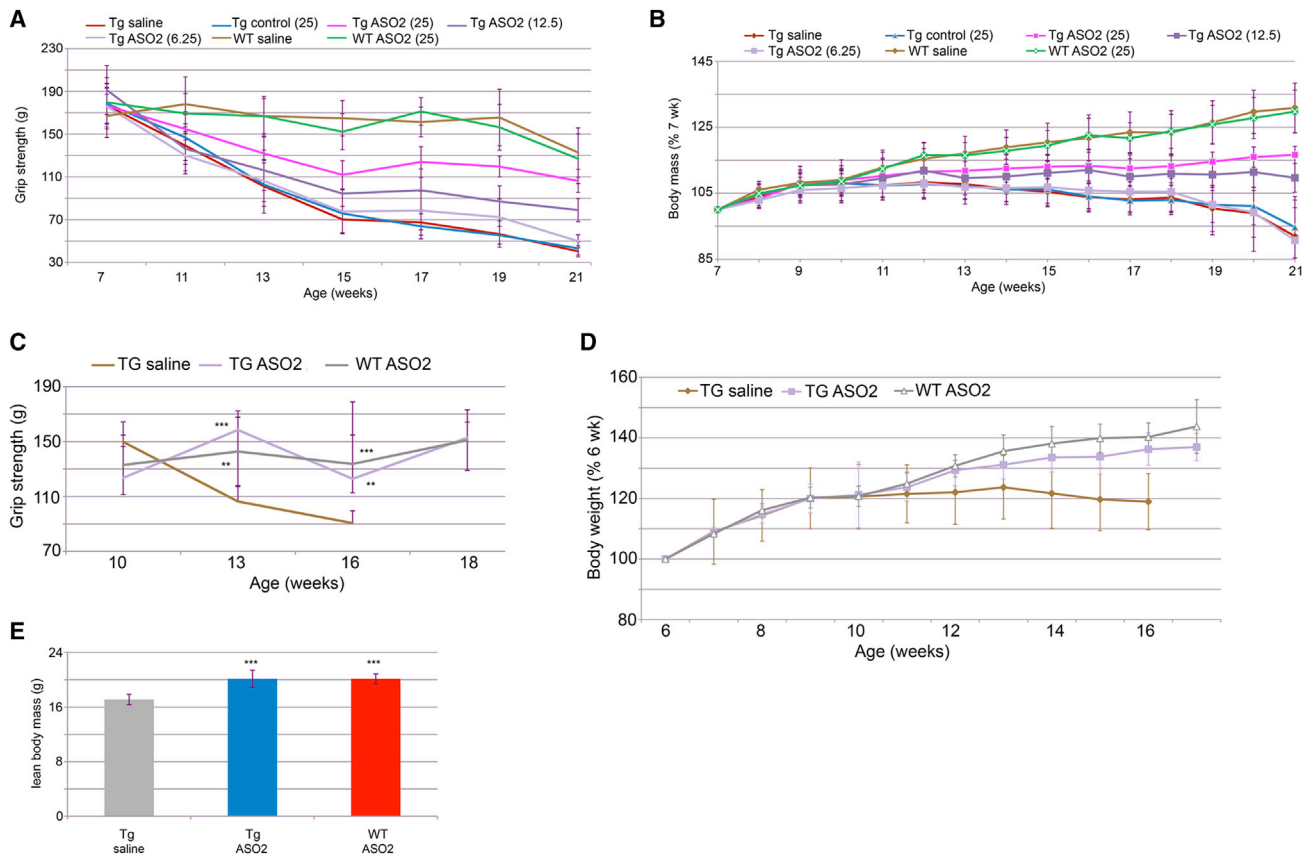 A
Tg saline Tg control (25) Tg ASO2 (25) Tg ASO2 (12.5)
Tg ASO2 (6.25) WT saline WT ASO2 (25)
Grip strength (g)
230
190
150
110
70
30
7 11 13 15 17 19 21
Age (weeks)
B
Tg saline Tg control (25) Tg ASO2 (25) Tg ASO2 (12.5)
Tg ASO2 (6.25) WT saline WT ASO2 (25)
Body mass (% 7 wk)
145
125
105
85
7 9 11 13 15 17 19 21
Age (weeks)
C
TG saline TG ASO2 WT ASO2
Grip strength (g)
190
150
110
70
***
**
***
**
10 13 16 18
Age (weeks)
D
TG saline TG ASO2 WT ASO2
Body weight (% 6 wk)
160
140
120
100
80
6 8 10 12 14 16
Age (weeks)
E
lean body mass (g)
24
16
8
0
*** ***
Tg Tg WT
saline ASO2 ASO2